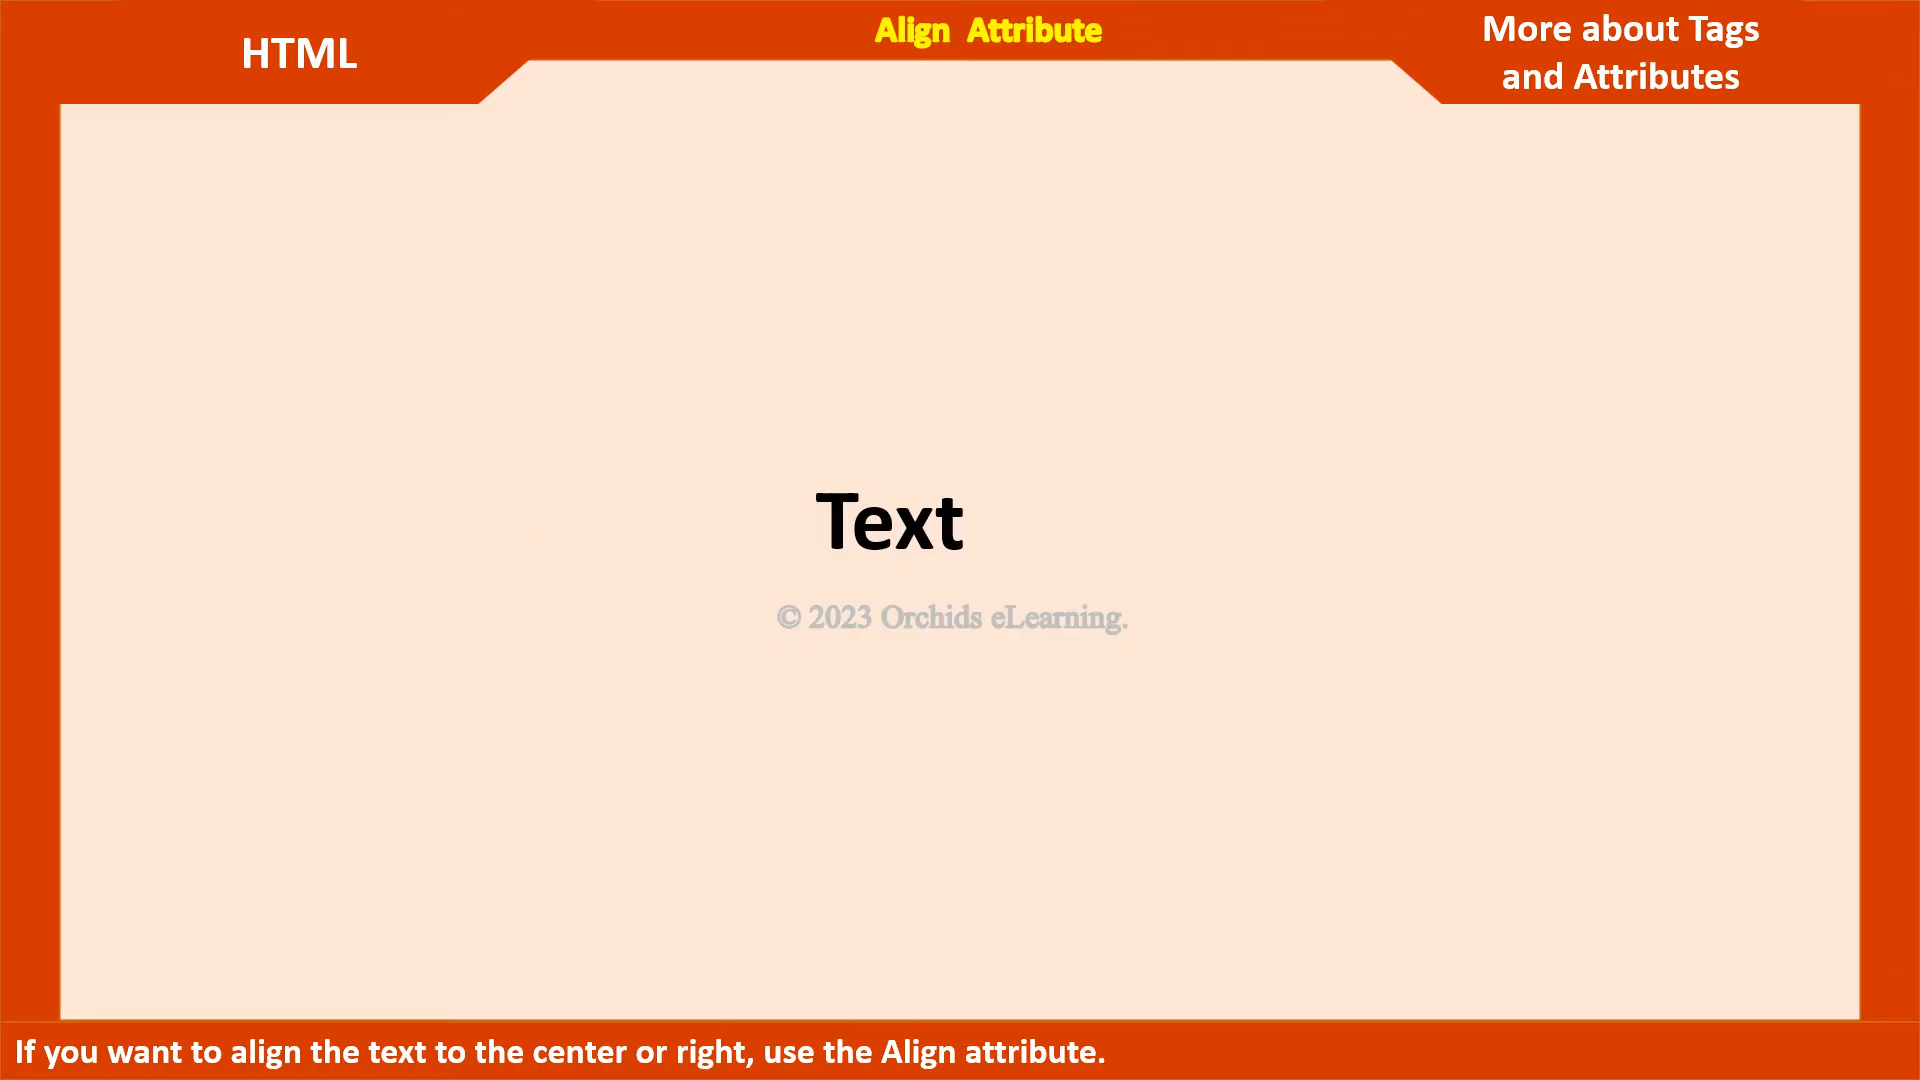 HTML
Align Attribute
More about Tags
and Attributes
Text
© 2023 Orchids eLearning.
If you want to align the text to the center or right, use the Align attribute.